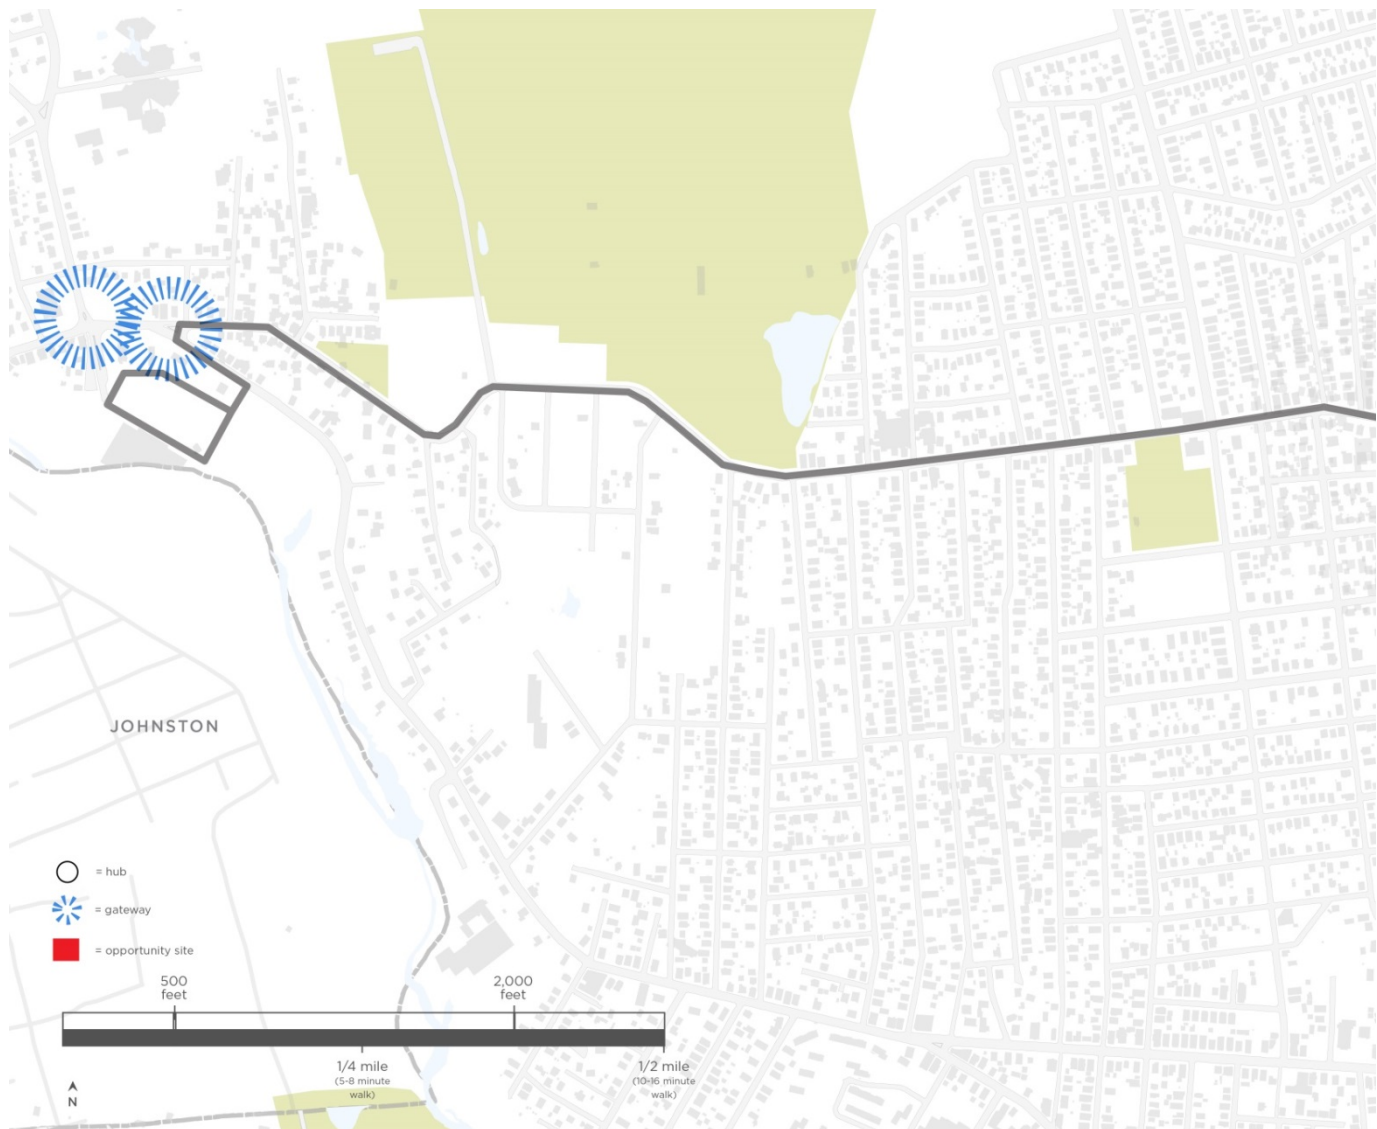 JOHNSTON
= hub
= gateway
= opportunity site
500
feet
2,000
feet
1/4 mile
(5-8 minute
walk)
1/2 mile
(10-16 minute
walk)
N